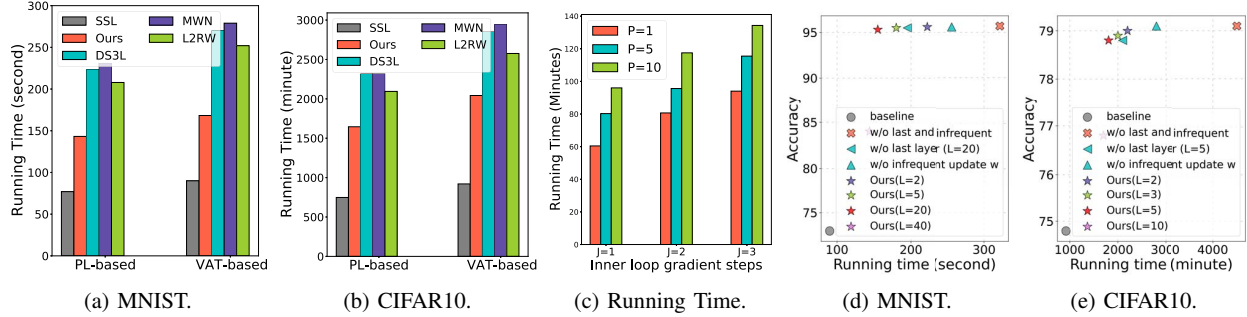 SSL
Ours
DS3L
MWN
L2RW
Running Time (second)
300
250
200
150
100
50
0
PL-based
VAT-based
(a) MNIST.
SSL
Ours
DS3L
MWN
L2RW
Running Time (minute)
3000
2500
2000
1500
1000
500
0
PL-based
VAT-based
(b) CIFAR10.
P=1
P=5
P=10
Running Time (Minutes)
140
120
100
80
60
40
20
0
J=1
J=2
J=3
Inner loop gradient steps
(c) Running Time.
Accuracy
95
90
85
80
75
baseline
w/o last and infrequent
w/o last layer (L=20)
w/o infrequent update w
Ours(L=2)
Ours(L=5)
Ours(L=20)
Ours(L=40)
100
200
300
Running time (second)
(d) MNIST.
Accuracy
79
78
77
76
75
baseline
w/o last and infrequent
w/o last layer (L=5)
w/o infrequent update w
Ours(L=2)
Ours(L=3)
Ours(L=5)
Ours(L=10)
1000
2000
3000
4000
Running time (minute)
(e) CIFAR10.